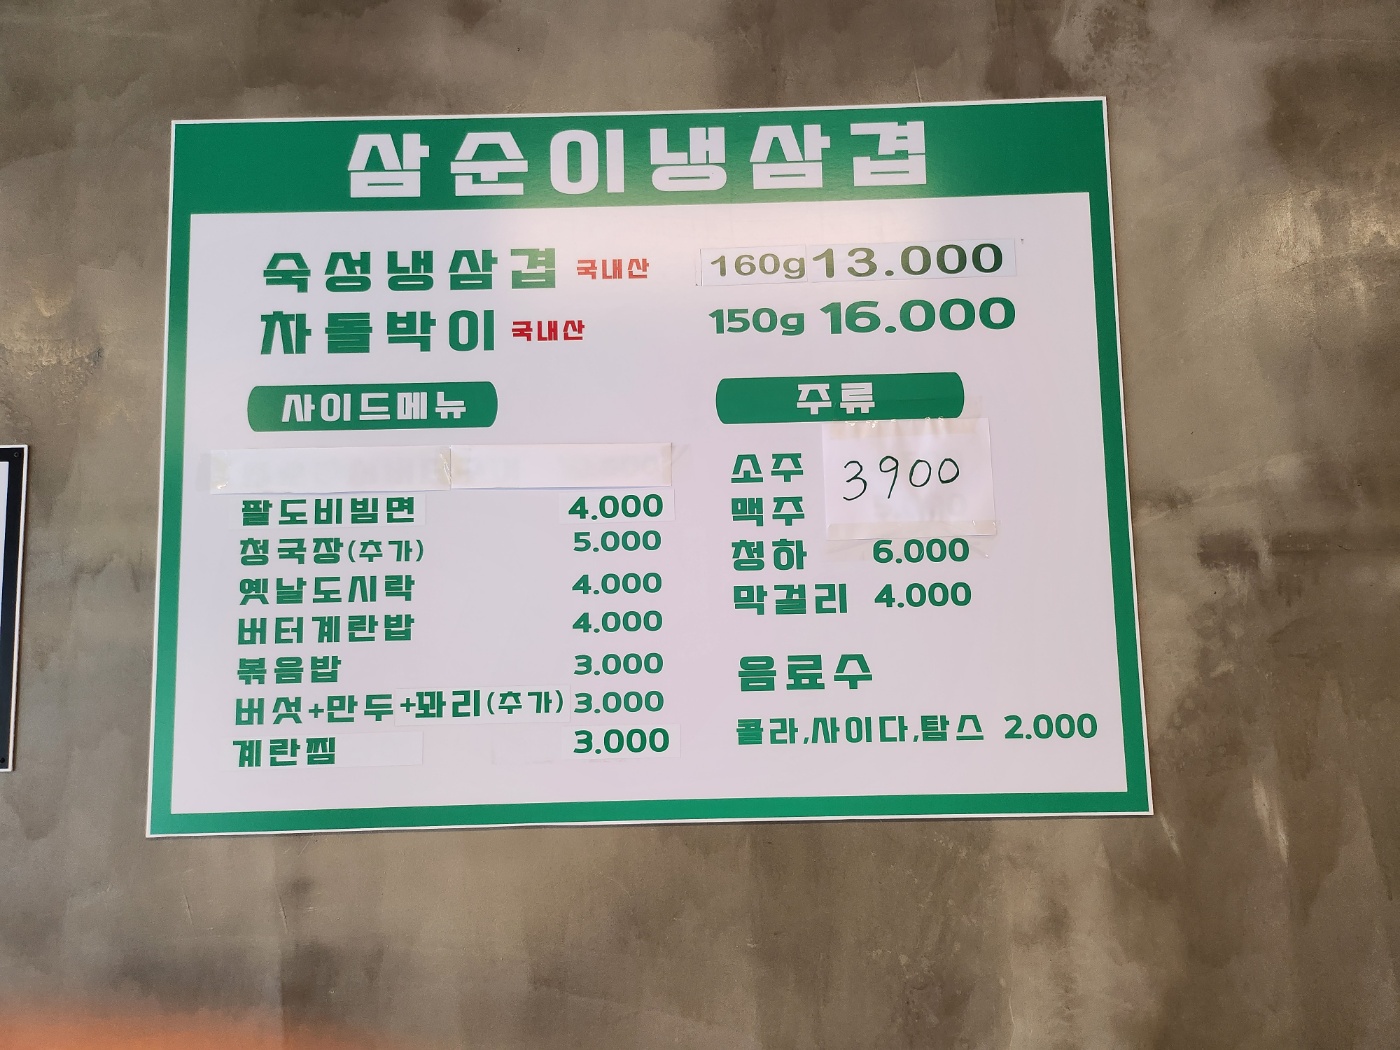 삼순이냉삼겹
숙성냉삼겹 국내산 160g 13.000
차돌박이 국내산 150g 16.000
사이드메뉴
팔도비빔면 4.000
청국장(추가) 5.000
옛날도시락 4.000
버터계란밥 4.000
볶음밥 3.000
버섯+만두+꽈리(추가) 3.000
계란찜 3.000
주류
소주 3900
맥주
청하 6.000
막걸리 4.000
음료수
콜라,사이다,탑스 2.000